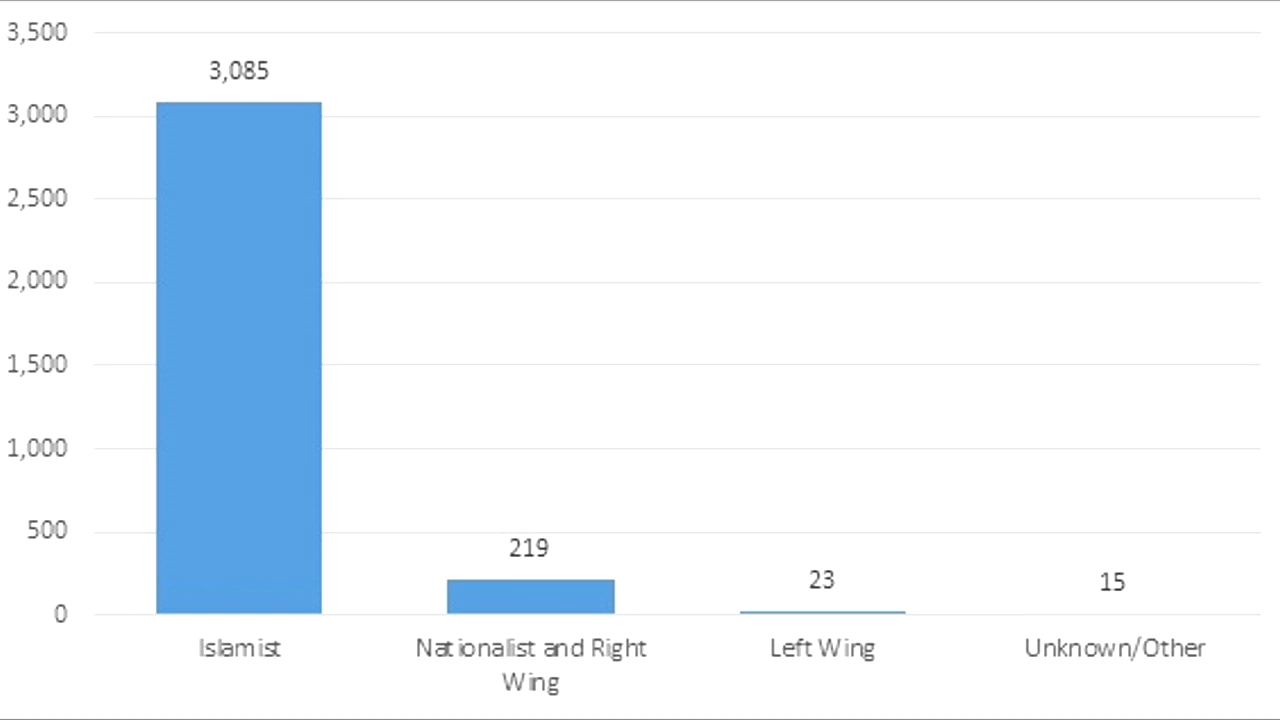 3,500
3,085
3,000
2,500
2,000
1,500
1,000
500
219
23
15
0
Islamist
Nationalist and Right
Wing
Left Wing
Unknown/Other